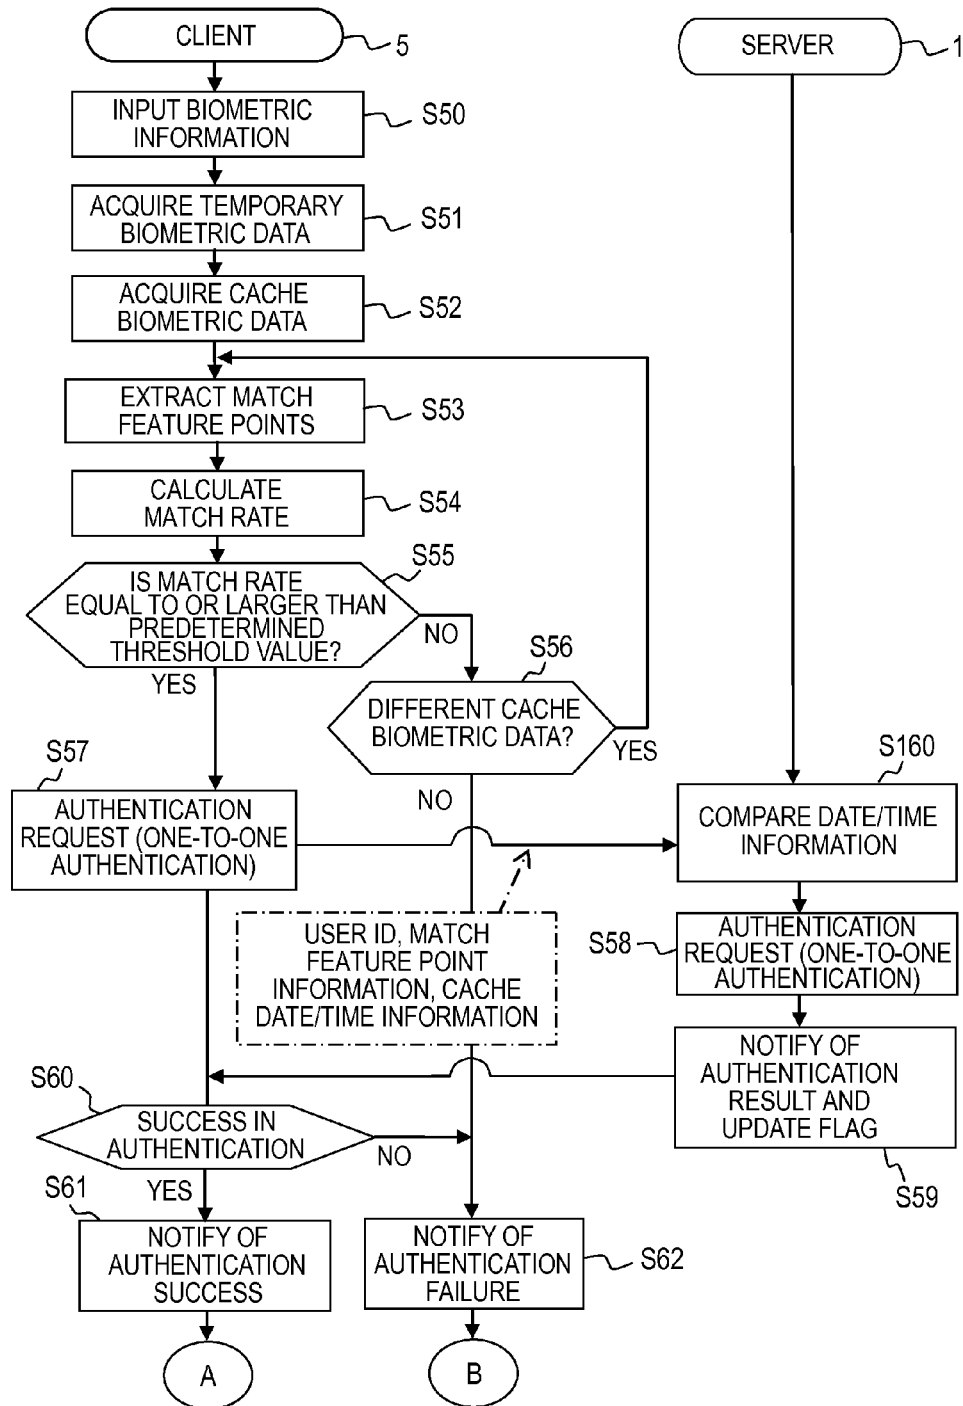 CLIENT
5
SERVER
1
INPUT BIOMETRIC
INFORMATION
S50
ACQUIRE TEMPORARY
BIOMETRIC DATA
S51
ACQUIRE CACHE
BIOMETRIC DATA
S52
EXTRACT MATCH
FEATURE POINTS
S53
CALCULATE
MATCH RATE
S54
S55
IS MATCH RATE
EQUAL TO OR LARGER THAN
PREDETERMINED
THRESHOLD VALUE?
NO
YES
S56
DIFFERENT CACHE
BIOMETRIC DATA?
YES
NO
S57
AUTHENTICATION
REQUEST (ONE-TO-ONE
AUTHENTICATION)
S160
COMPARE DATE/TIME
INFORMATION
USER ID, MATCH
FEATURE POINT
INFORMATION, CACHE
DATE/TIME INFORMATION
S58
AUTHENTICATION
REQUEST (ONE-TO-ONE
AUTHENTICATION)
NOTIFY OF
AUTHENTICATION
RESULT AND
UPDATE FLAG
S59
S60
SUCCESS IN
AUTHENTICATION
NO
YES
S61
NOTIFY OF
AUTHENTICATION
SUCCESS
NOTIFY OF
AUTHENTICATION
FAILURE
S62
A
B